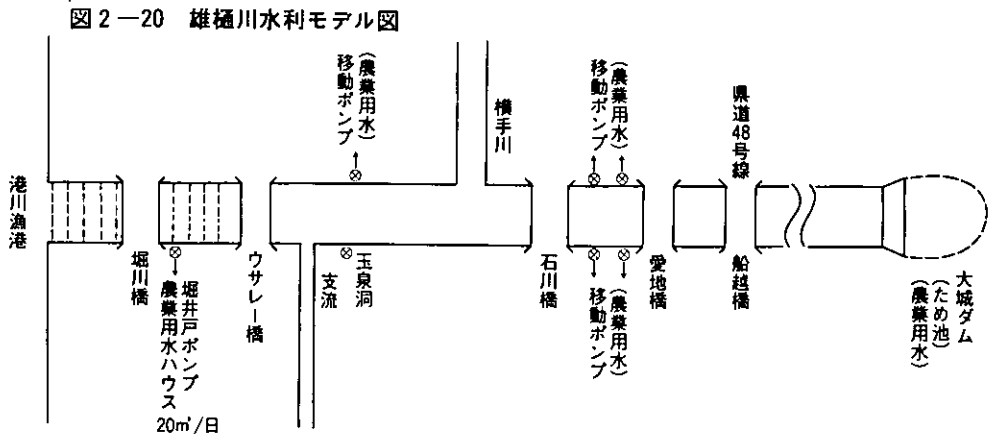 図2―20 雄樋川水利モデル図
港川漁港
堀川橋
堀井戸ポンプ
農業用水ハウス
20㎥/日
ウサレー橋
移動ポンプ
(農業用水)
支流
玉泉洞
横手川
石川橋
移動ポンプ
(農業用水)
移動ポンプ
(農業用水)
愛地橋
県道48号線
船越橋
大城ダム
(ため池)
(農業用水)